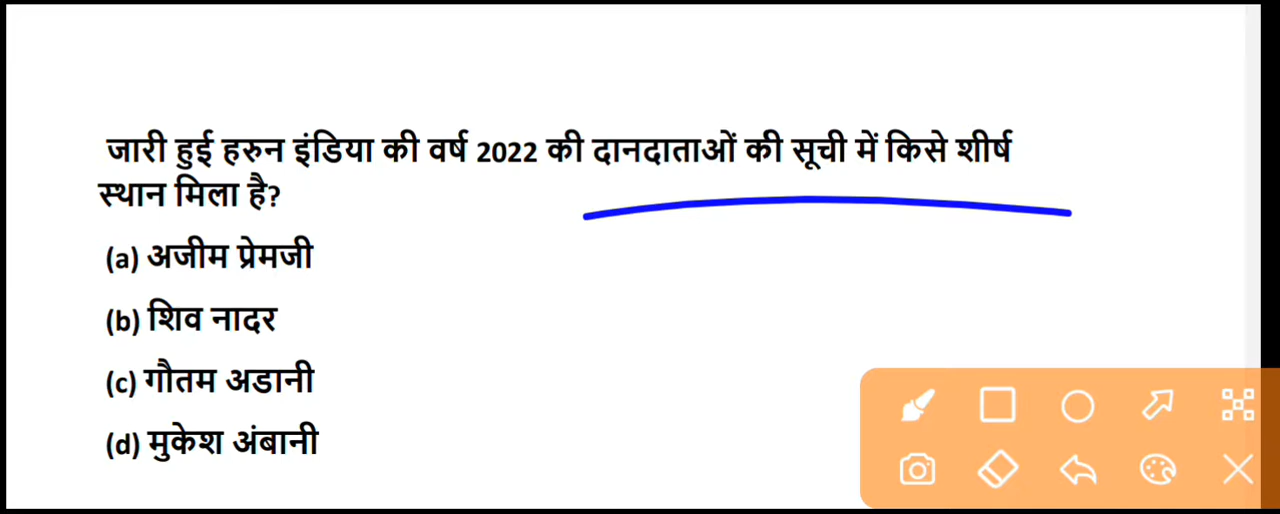 जारी हुई हरुन इंडिया की वर्ष 2022 की दानदाताओं की सूची में किसे शीर्ष
स्थान मिला है?
(a) अजीम प्रेमजी
(b) शिव नादर
(c) गौतम अडानी
(d) मुकेश अंबानी